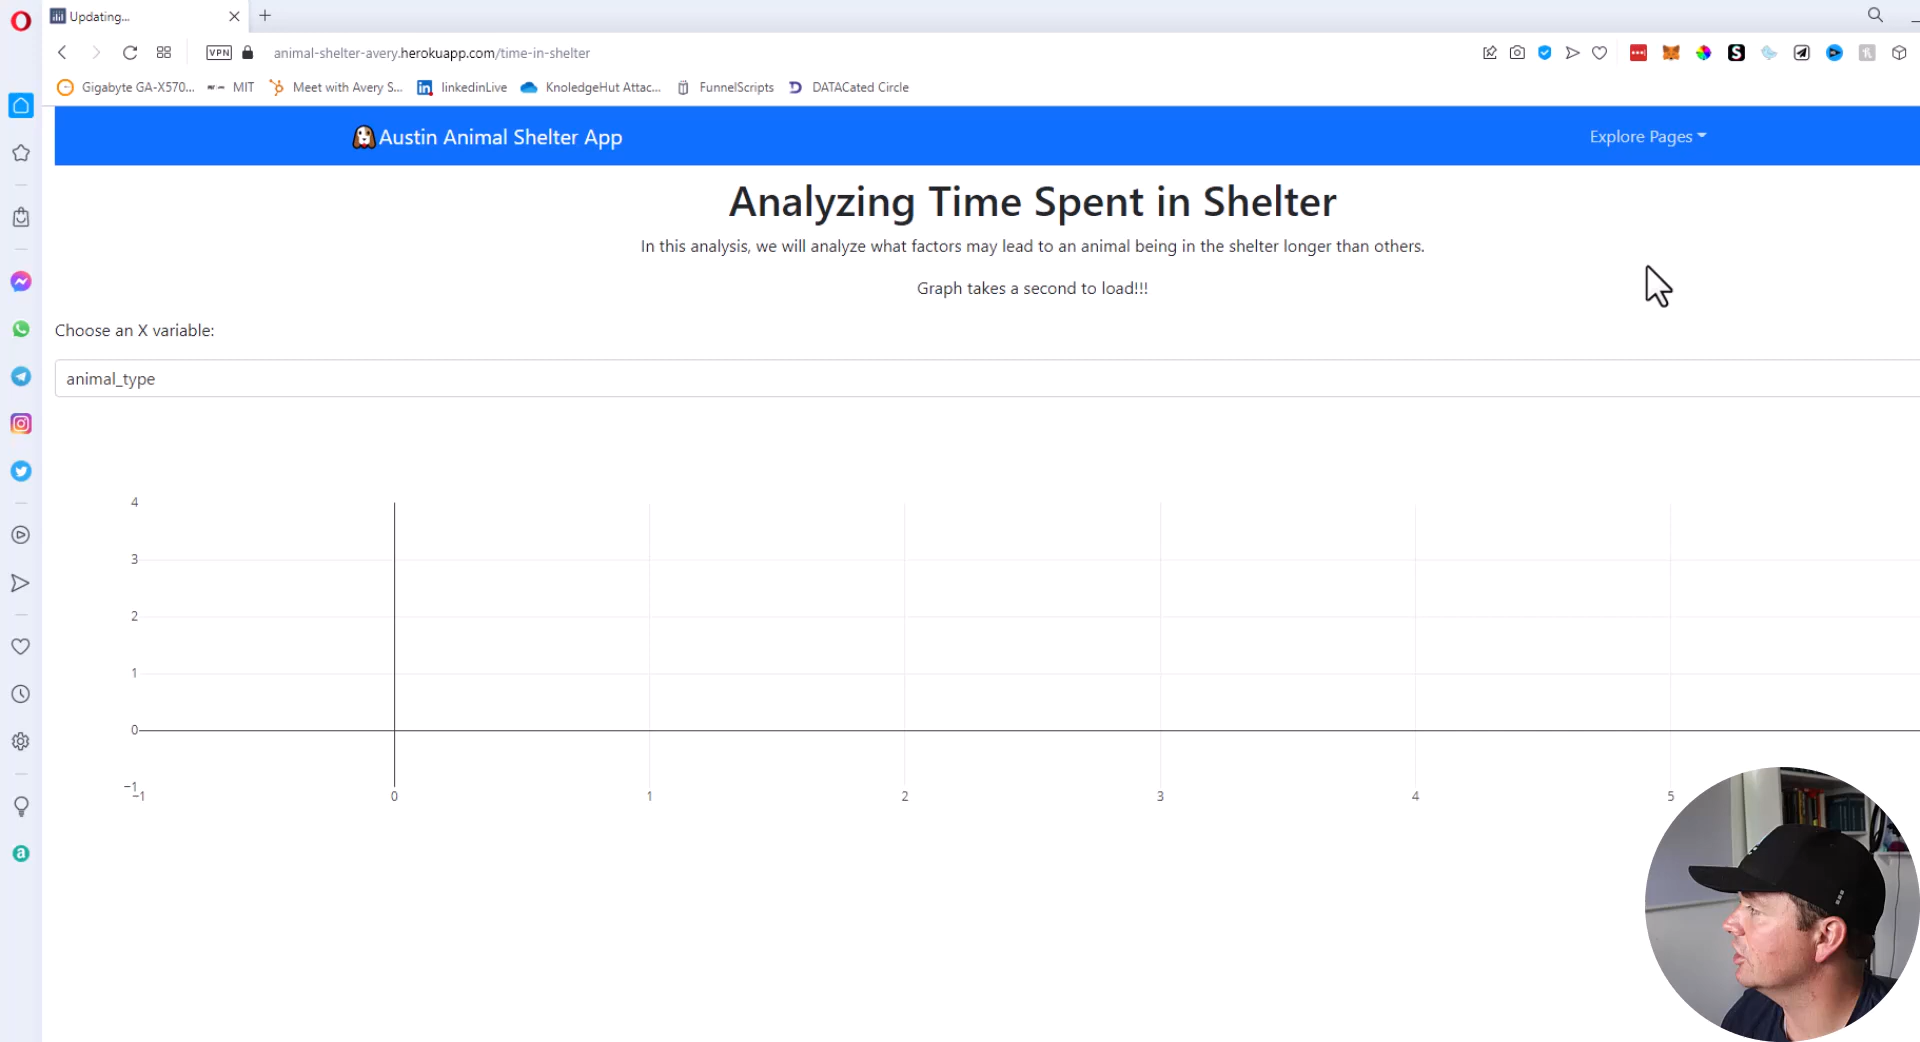 Updating...
VPN
animal-shelter-avery.herokuapp.com/time-in-shelter
Gigabyte GA-X570... MIT Meet with Avery S... linkedinLive KnoledgeHut Attac... FunnelScripts DATACated Circle
Austin Animal Shelter App
Explore Pages
Analyzing Time Spent in Shelter
In this analysis, we will analyze what factors may lead to an animal being in the shelter longer than others.
Graph takes a second to load!!!
Choose an X variable:
animal_type
4
3
2
1
0
−1
−1 0 1 2 3 4 5